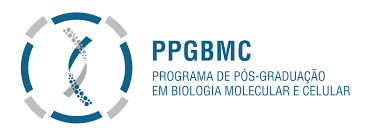 PPGBMC
PROGRAMA DE PÓS-GRADUAÇÃO
EM BIOLOGIA MOLECULAR E CELULAR